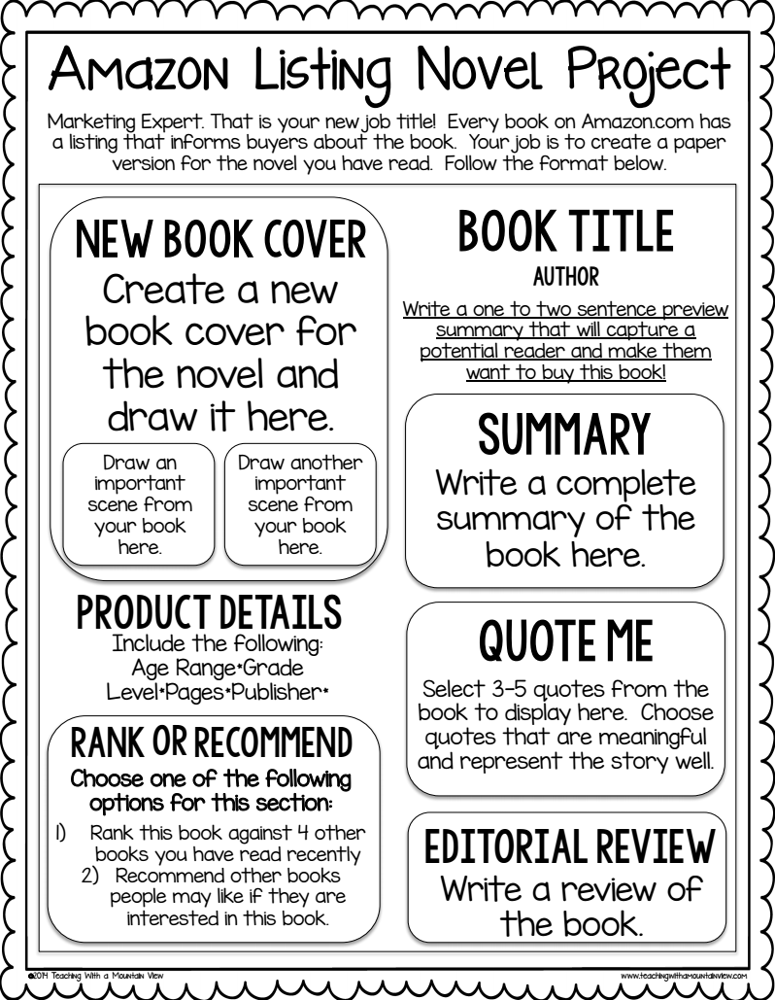 Amazon Listing Novel Project
Marketing Expert. That is your new job title!  Every book on Amazon.com has
a listing that informs buyers about the book.  Your job is to create a paper
version for the novel you have read.  Follow the format below.
NEW BOOK COVER
Create a new
book cover for
the novel and
draw it here.
Draw an
important
scene from
your book
here.
Draw another
important
scene from
your book
here.
PRODUCT DETAILS
Include the following:
Age Range*Grade
Level*Pages*Publisher*
RANK OR RECOMMEND
Choose one of the following
options for this section:
1) Rank this book against 4 other
books you have read recently
2) Recommend other books
people may like if they are
interested in this book.
BOOK TITLE
AUTHOR
Write a one to two sentence preview
summary that will capture a
potential reader and make them
want to buy this book!
SUMMARY
Write a complete
summary of the
book here.
QUOTE ME
Select 3-5 quotes from the
book to display here.  Choose
quotes that are meaningful
and represent the story well.
EDITORIAL REVIEW
Write a review of
the book.
©2014 Teaching With a Mountain View
www.teachingwithamountainview.com